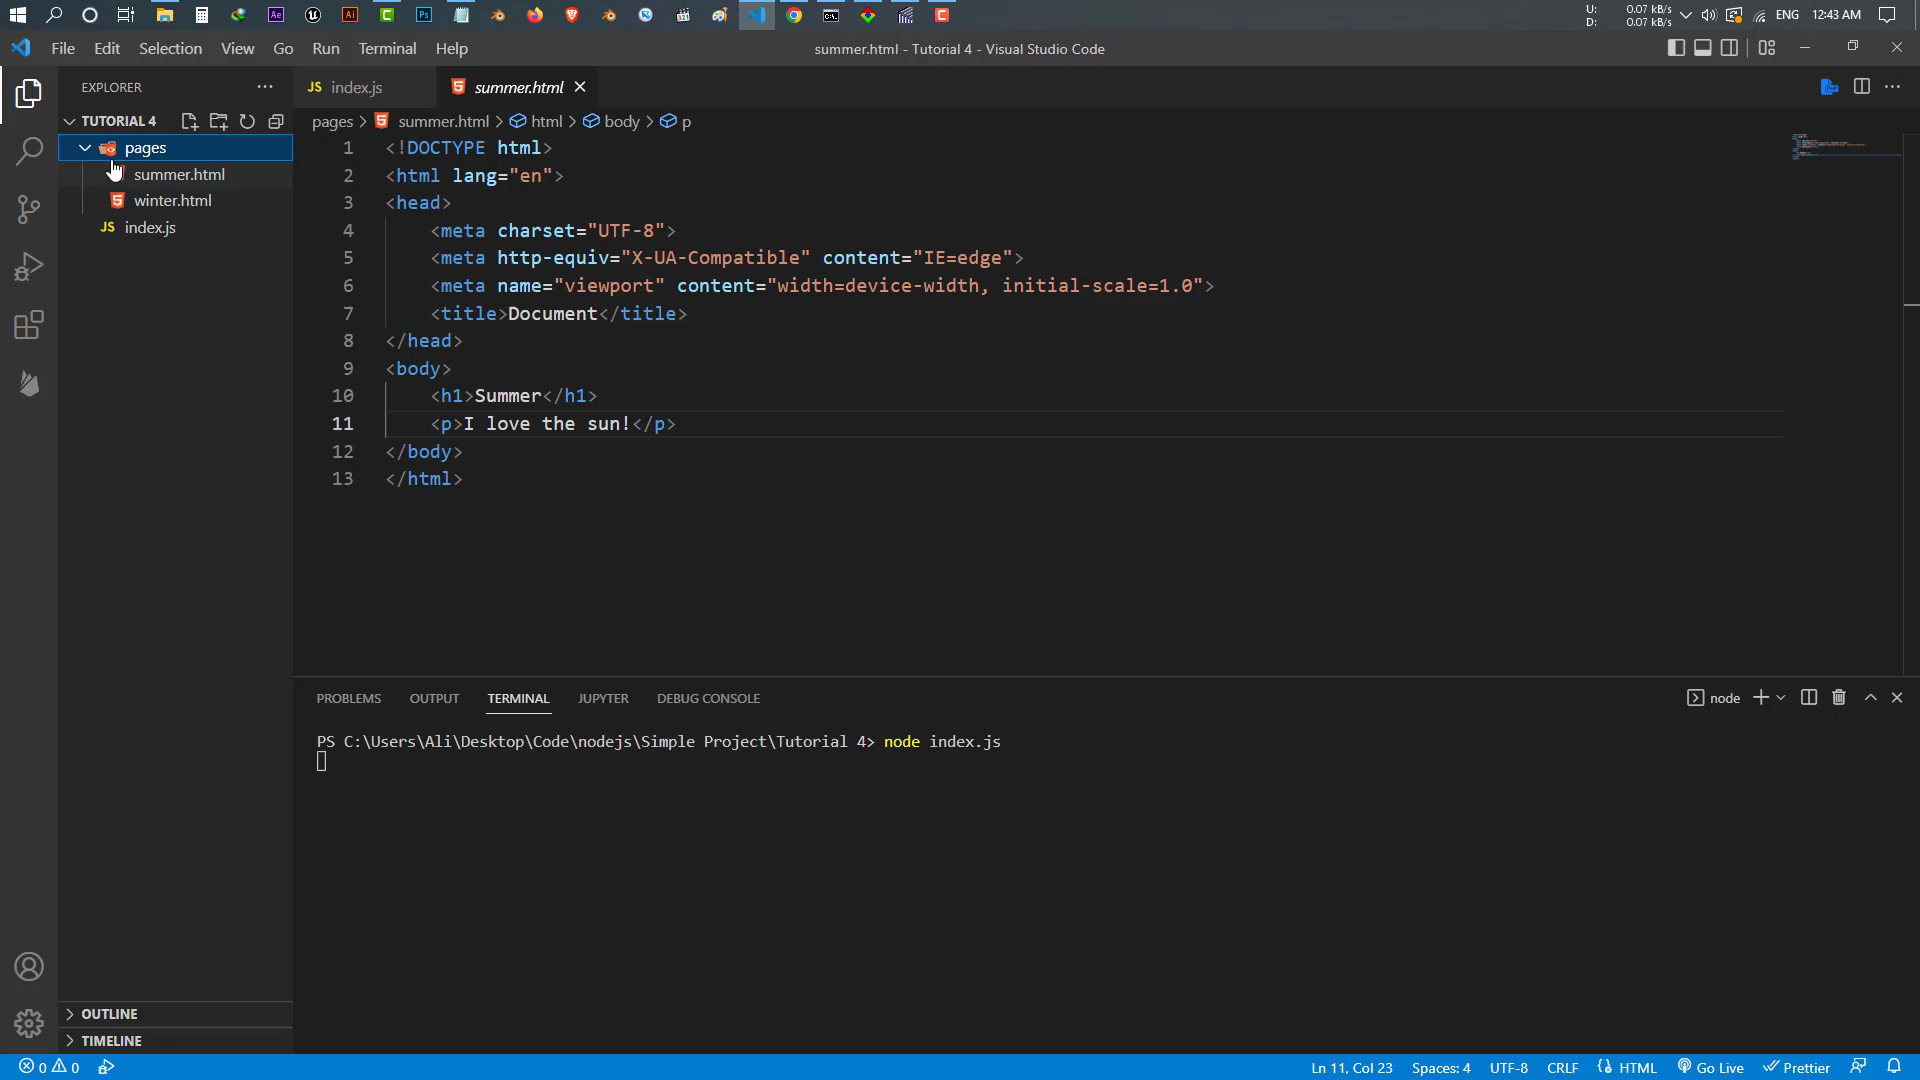 U: 0.07 kB/s
D: 0.07 kB/s
ENG 12:43 AM
File Edit Selection View Go Run Terminal Help
summer.html - Tutorial 4 - Visual Studio Code
EXPLORER
JS index.js
summer.html
TUTORIAL 4
pages > summer.html > html > body > p
pages
summer.html
winter.html
JS index.js
1 <!DOCTYPE html>
2 <html lang="en">
3 <head>
4 <meta charset="UTF-8">
5 <meta http-equiv="X-UA-Compatible" content="IE=edge">
6 <meta name="viewport" content="width=device-width, initial-scale=1.0">
7 <title>Document</title>
8 </head>
9 <body>
10 <h1>Summer</h1>
11 <p>I love the sun!</p>
12 </body>
13 </html>
PROBLEMS OUTPUT TERMINAL JUPYTER DEBUG CONSOLE
node
PS C:\Users\Ali\Desktop\Code\nodejs\Simple Project\Tutorial 4> node index.js
OUTLINE
TIMELINE
0 0
Ln 11, Col 23 Spaces: 4 UTF-8 CRLF HTML Go Live Prettier